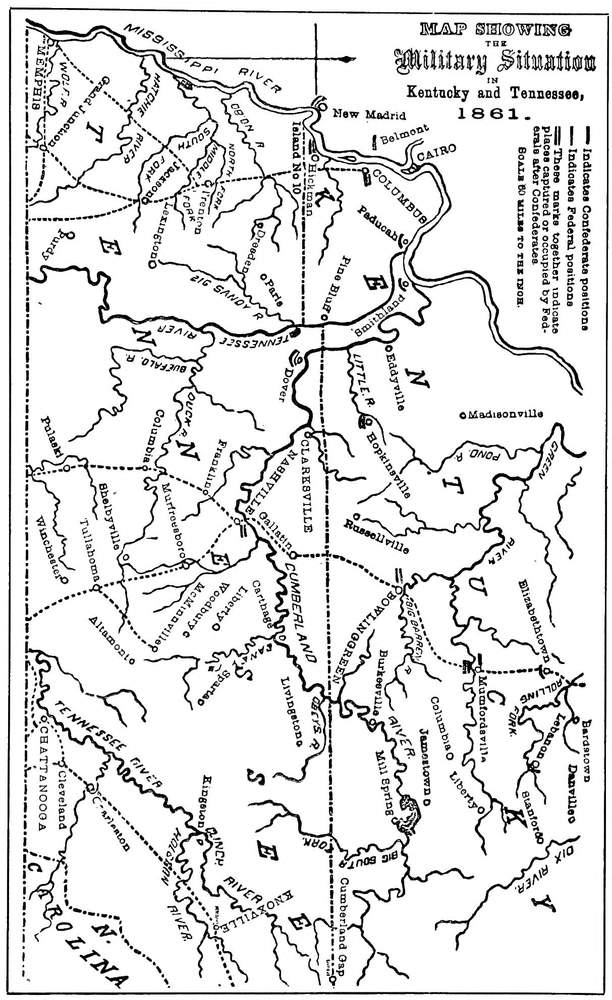 MAP SHOWING
THE
Military Situation
IN
Kentucky and Tennessee,
1861.
Indicates Confederate positions
Indicates Federal positions
These marks together indicate
places captured or occupied by Fed-
erals after Confederates
SCALE 50 MILES TO THE INCH.
MISSISSIPPI RIVER
MEMPHIS
WOLF. R
Grand Junction
HATCHIE
RIVER
OBION R
SOUTH
FORK
MIDDLE
FORK
NORTH FORK
Jackson
Trenton
Lexington
Purdy
Dresden
Paris
BIG SANDY R
New Madrid
Island No. 10
Hickman
Belmont
CAIRO
COLUMBUS
Paducah
Pine Bluff
Smithland
TENNESSEE
RIVER
Dover
Eddyville
LITTLE R.
Hopkinsville
Madisonville
POND R
GREEN
RIVER
BUFFALO. R
DUCK R.
Columbia
Pulaski
Franklin
CLARKSVILLE
NASHVILLE
Gallatin
Russellville
Murfreesboro
Shelbyville
Tullahoma
Winchester
BOWLINGGREEN
BIG BARREN
R
Elizabethtown
CUMBERLAND
RIVER
Carthage
Liberty
Woodbury
McMinnville
Altamont
CANEY
Sparta
Livingston
OBEYS. R
Burkesville
Mumfordsville
ROLLING
FORK.
Lebanon
Bardstown
Danville
Stanford
Columbia
Jamestown
Liberty
Mill Spring
TENNESSEE RIVER
CHATTANOOGA
Cleveland
Kingston
CLINCH
RIVER
HOLSTON
RIVER.
KNOXVILLE
BIG SOUTH
FORK
Cumberland Gap
DIX RIVER.
KENTUCKY
TENNESSEE
N.
CAROLINA